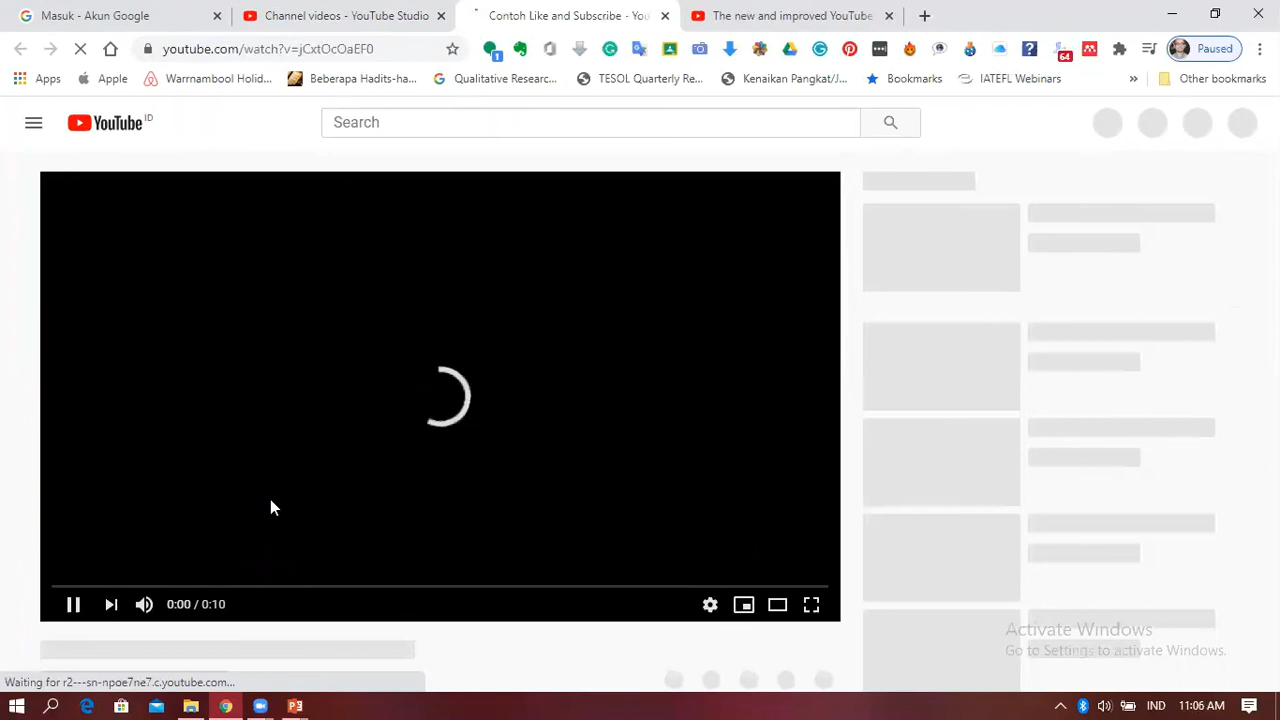 Masuk - Akun Google
Channel videos - YouTube Studio
Contoh Like and Subscribe - You
The new and improved YouTube
youtube.com/watch?v=jCxtOcOaEF0
1
64
Paused
Apps
Apple
Warrnambool Holid...
Beberapa Hadits-ha...
Qualitative Researc...
TESOL Quarterly Re...
Kenaikan Pangkat/J...
Bookmarks
IATEFL Webinars
»
Other bookmarks
YouTube ID
Search
0:00 / 0:10
Activate Windows
Go to Settings to activate Windows.
Waiting for r2---sn-npoe7ne7.c.youtube.com...
IND
11:06 AM